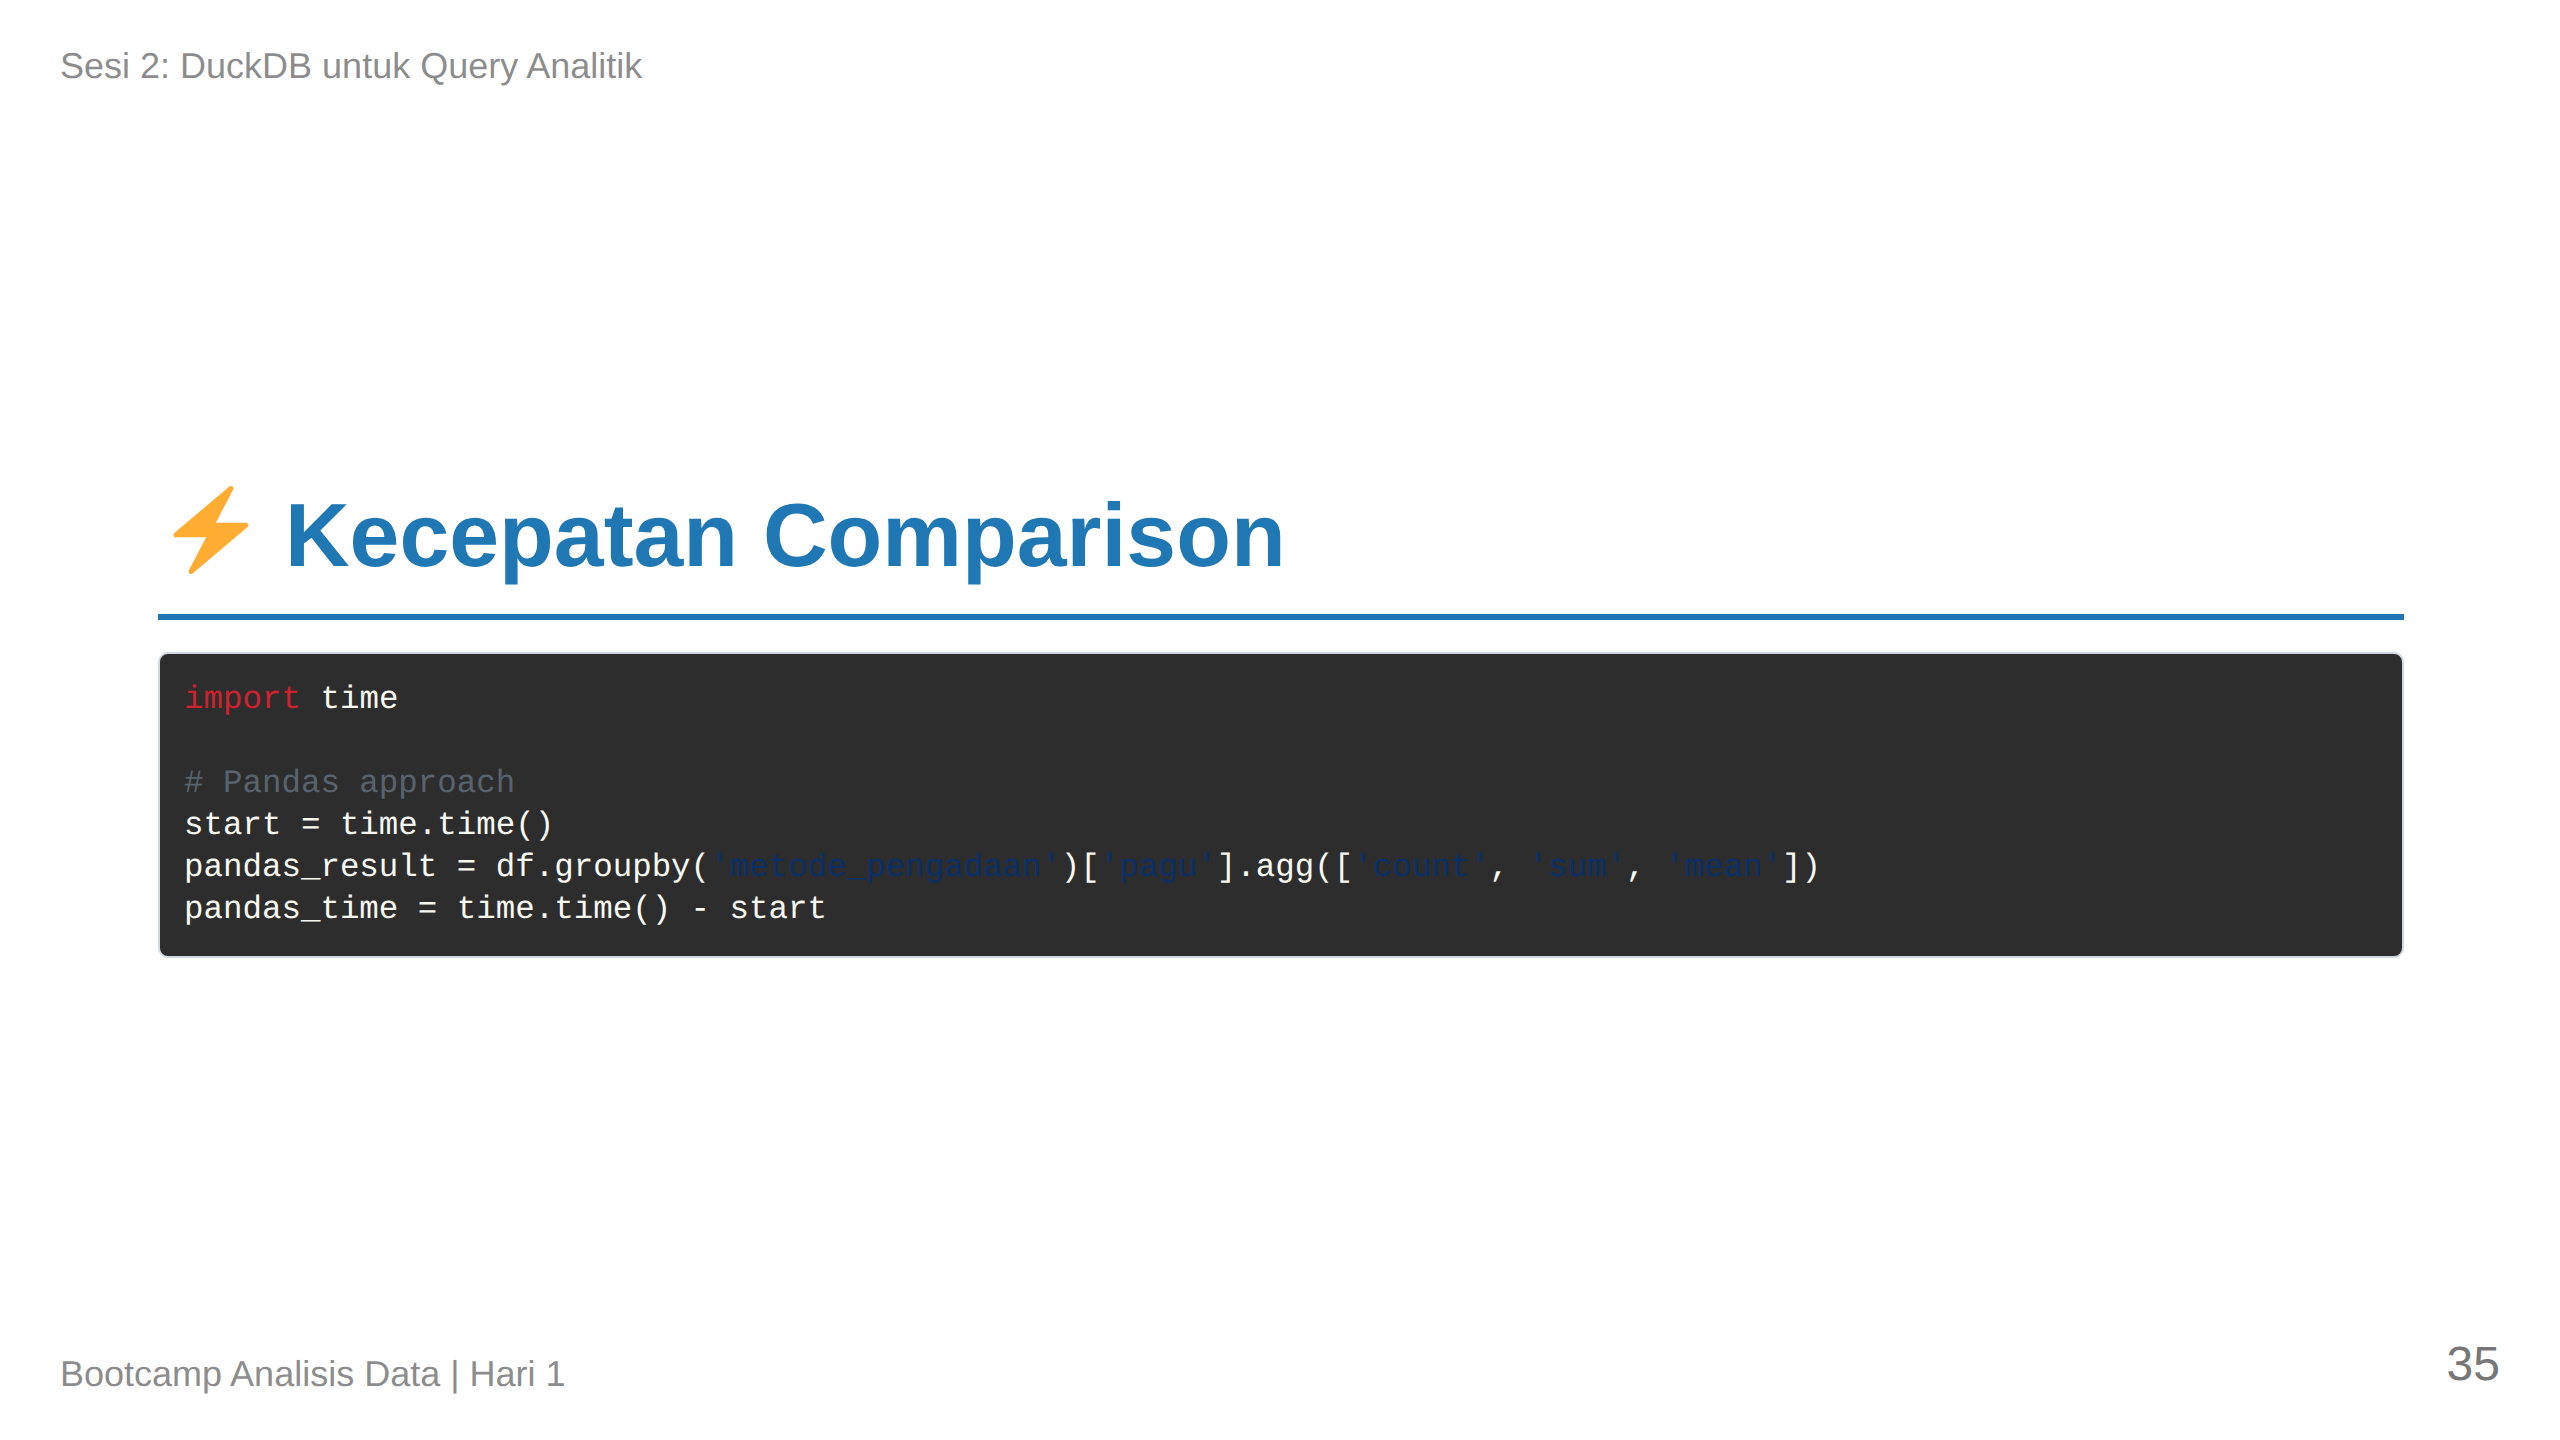 Sesi 2: DuckDB untuk Query Analitik
⚡ Kecepatan Comparison
import time
# Pandas approach
start = time.time()
pandas_result = df.groupby('metode_pengadaan')['pagu'].agg(['count', 'sum', 'mean'])
pandas_time = time.time() - start
Bootcamp Analisis Data | Hari 1
35